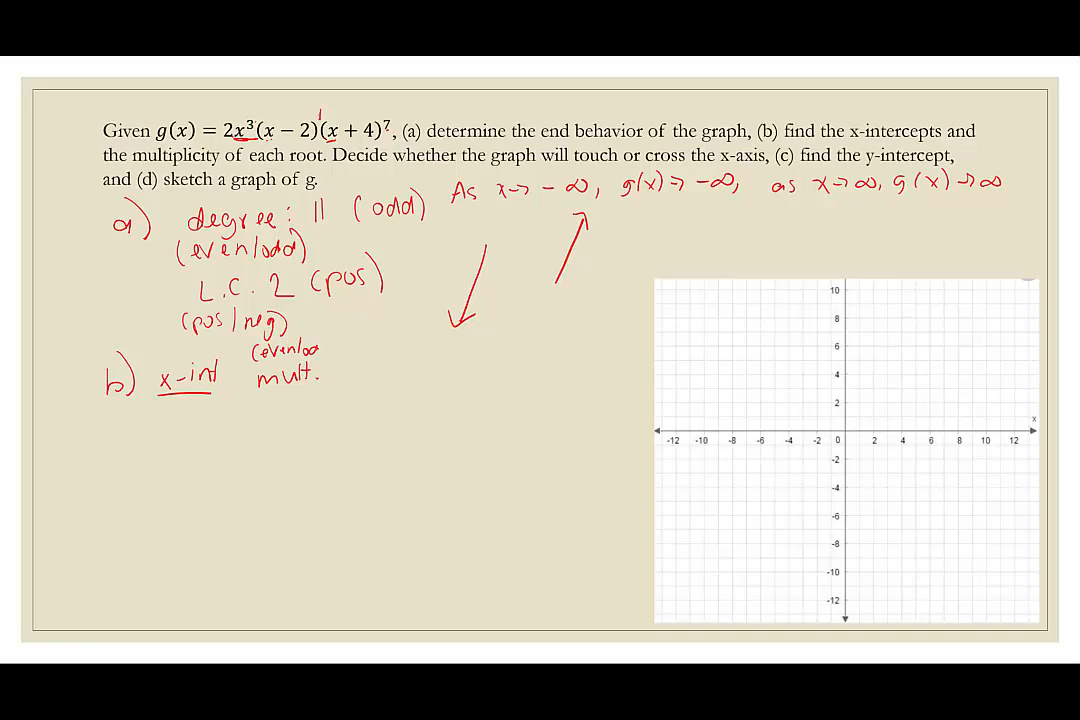 Given g(x) = 2x³(x − 2)¹(x + 4)⁷, (a) determine the end behavior of the graph, (b) find the x-intercepts and
the multiplicity of each root. Decide whether the graph will touch or cross the x-axis, (c) find the y-intercept,
and (d) sketch a graph of g.
As x → −∞, g(x) → −∞, as x → ∞, g(x) → ∞
a) degree: 11 (odd)
(even/odd)
L.C. 2 (pos)
(pos/neg)
(even/od
b) x-int mult.
10
8
6
4
2
x
-12 -10 -8 -6 -4 -2 0 2 4 6 8 10 12
-2
-4
-6
-8
-10
-12